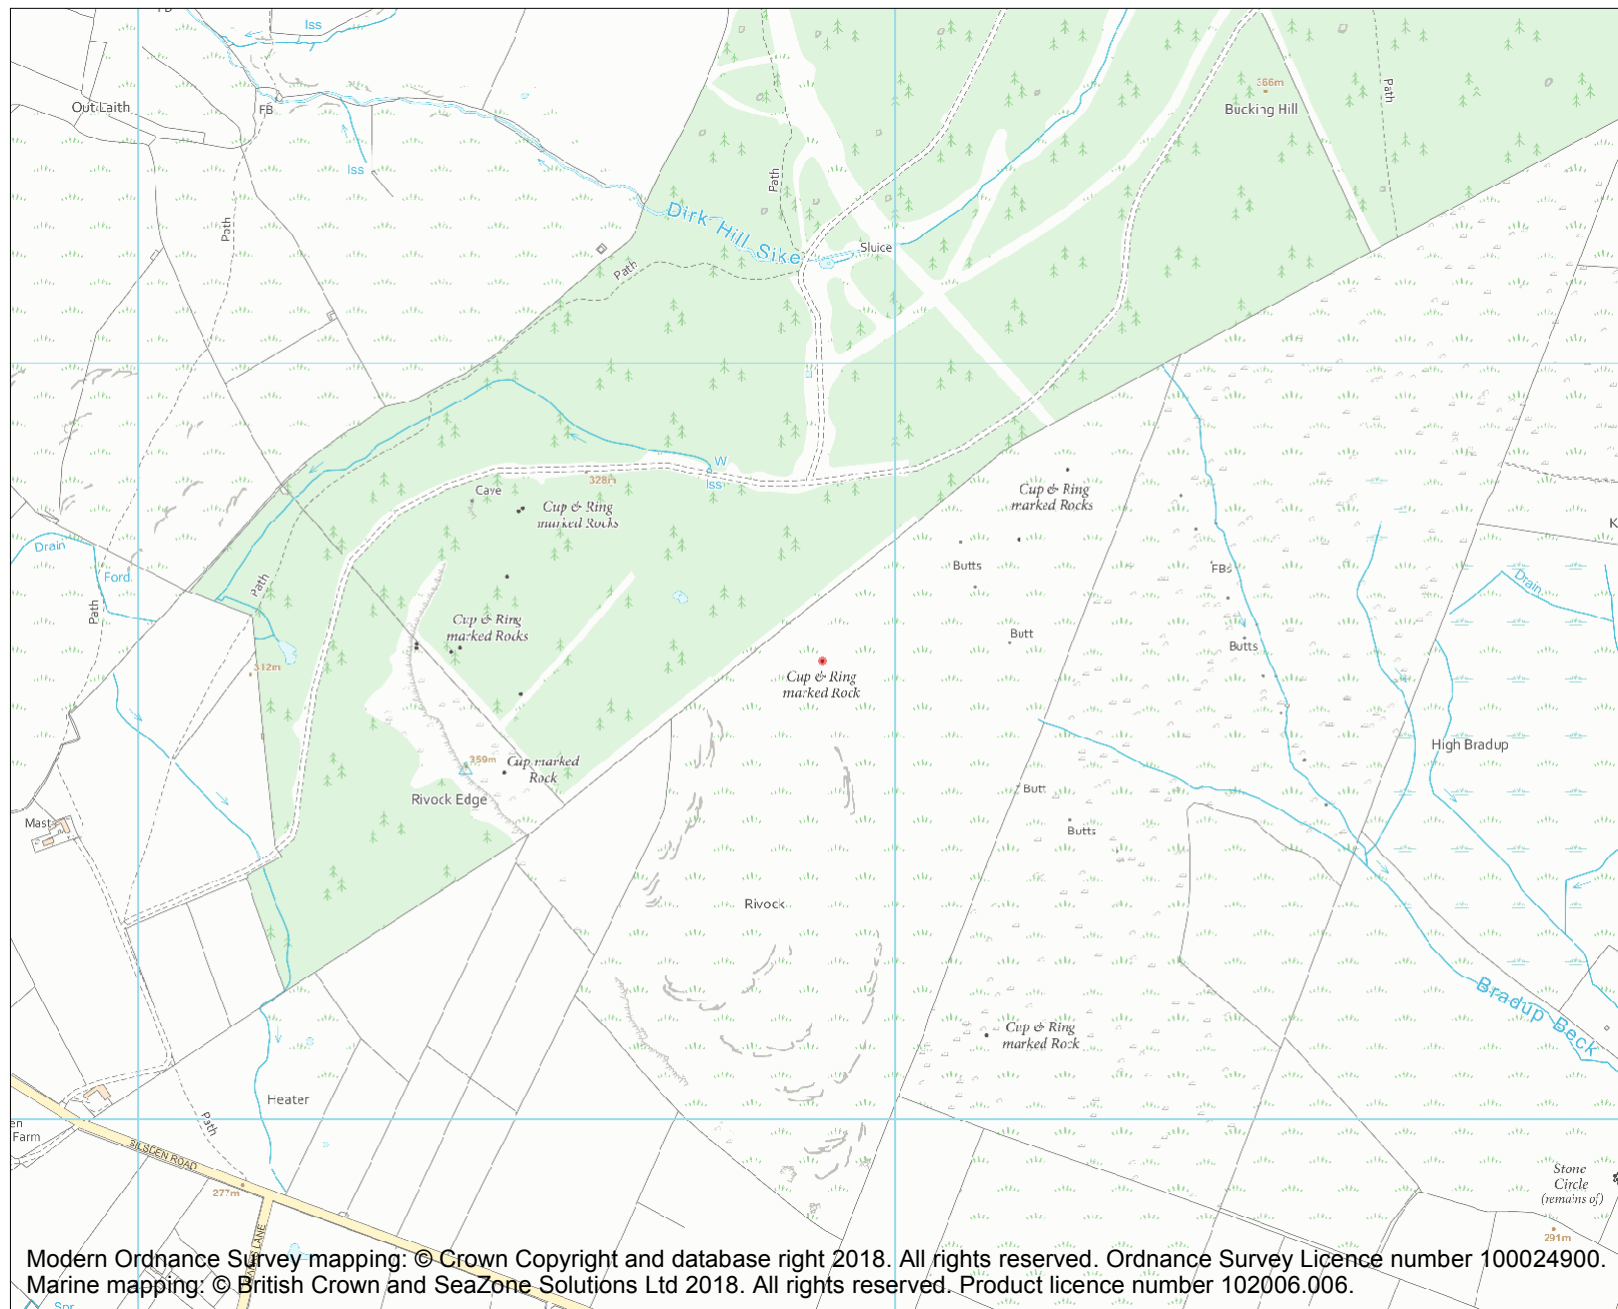 Iss
Out Laith
FB
Iss
Path
Path
Path
Dirk Hill Sike
Sluice
366m
Bucking Hill
Path
Path
W
Iss
328m
Cave
Cup & Ring
marked Rocks
Cup & Ring
marked Rocks
Drain
Ford
Path
Path
312m
Cup & Ring
marked Rocks
Butts
Butt
FBs
Butts
Drain
Cup & Ring
marked Rock
359m
Cup marked
Rock
Rivock Edge
High Bradup
Butt
Butts
Mast
Rivock
Bradup Beck
Cup & Ring
marked Rock
Heater
Path
Farm
SILSDEN ROAD
277m
LANE
Stone
Circle
(remains of)
291m
Modern Ordnance Survey mapping: © Crown Copyright and database right 2018. All rights reserved. Ordnance Survey Licence number 100024900.
Marine mapping: © British Crown and SeaZone Solutions Ltd 2018. All rights reserved. Product licence number 102006.006.
Spr